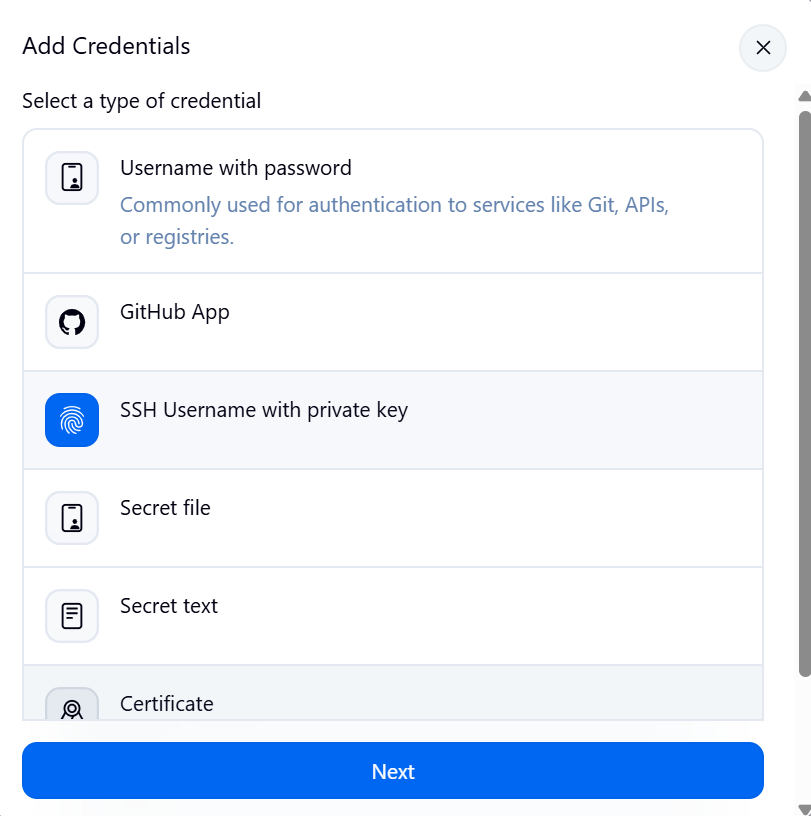 Add Credentials
Select a type of credential
Username with password
Commonly used for authentication to services like Git, APIs,
or registries.
GitHub App
SSH Username with private key
Secret file
Secret text
Certificate
Next